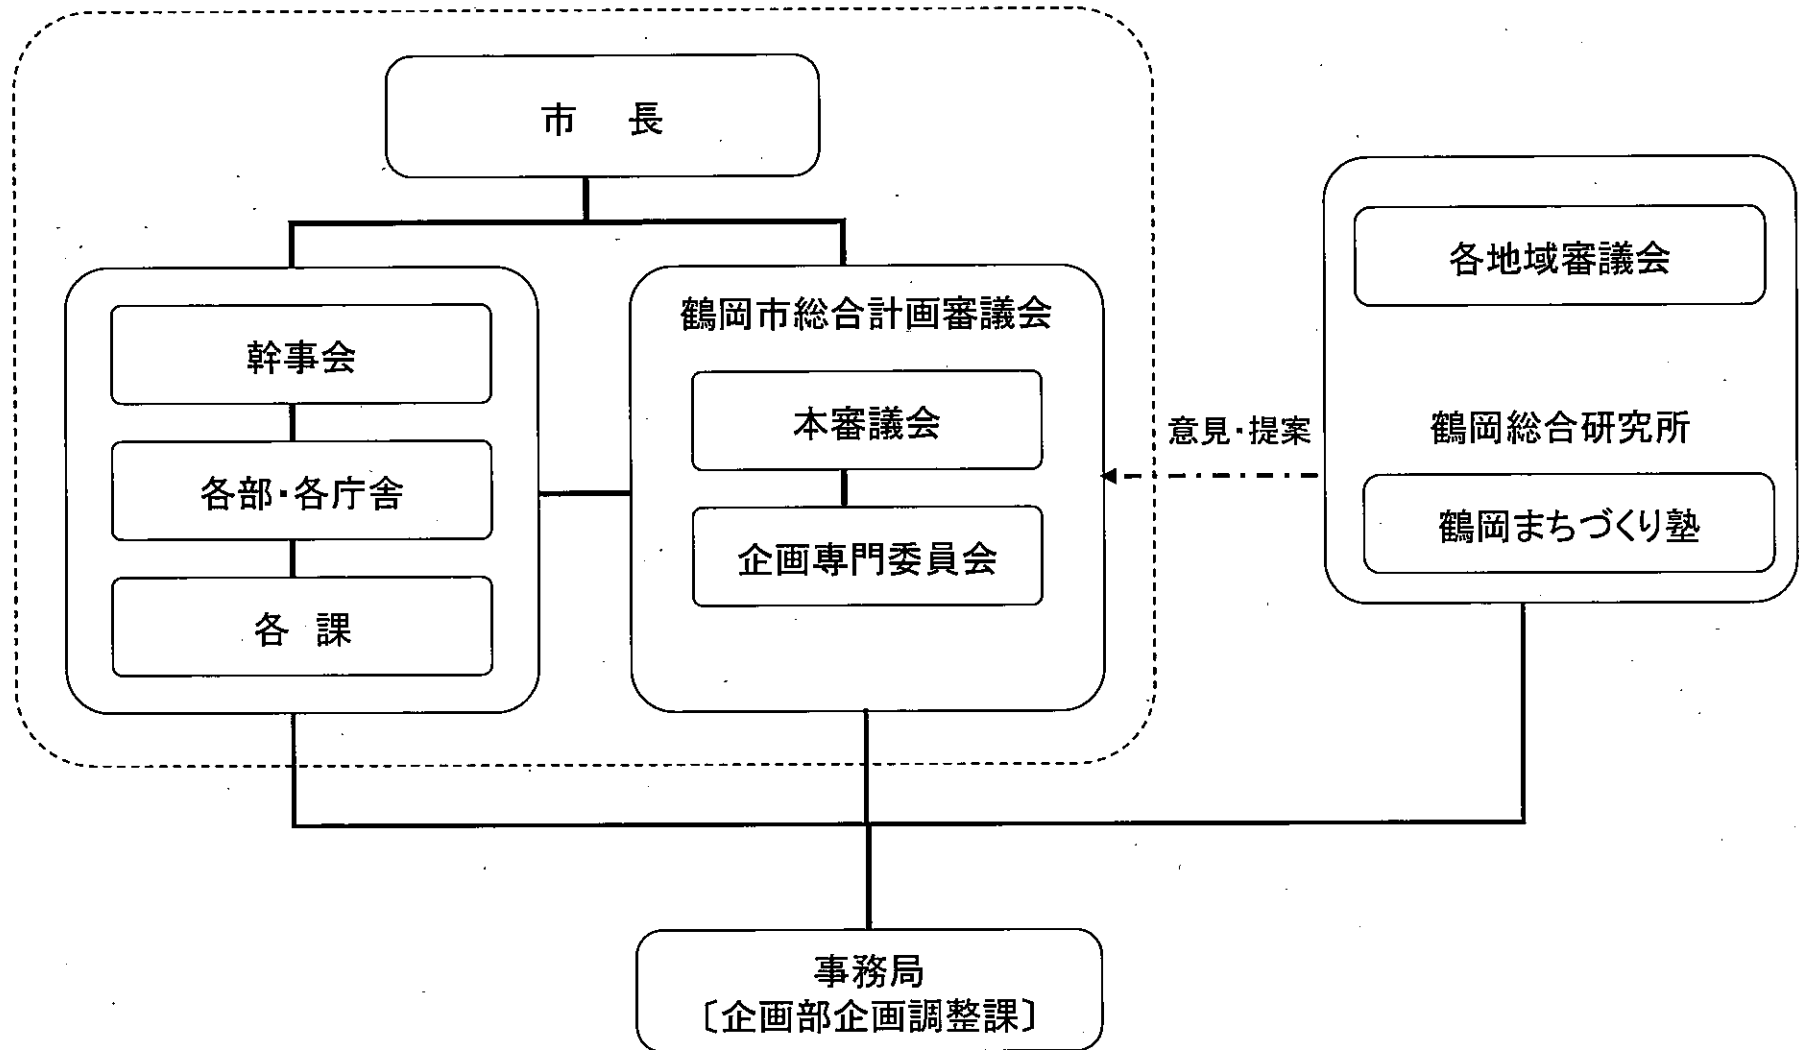 市 長
幹事会
各部・各庁舎
各 課
鶴岡市総合計画審議会
本審議会
企画専門委員会
意見・提案
各地域審議会
鶴岡総合研究所
鶴岡まちづくり塾
事務局
〔企画部企画調整課〕